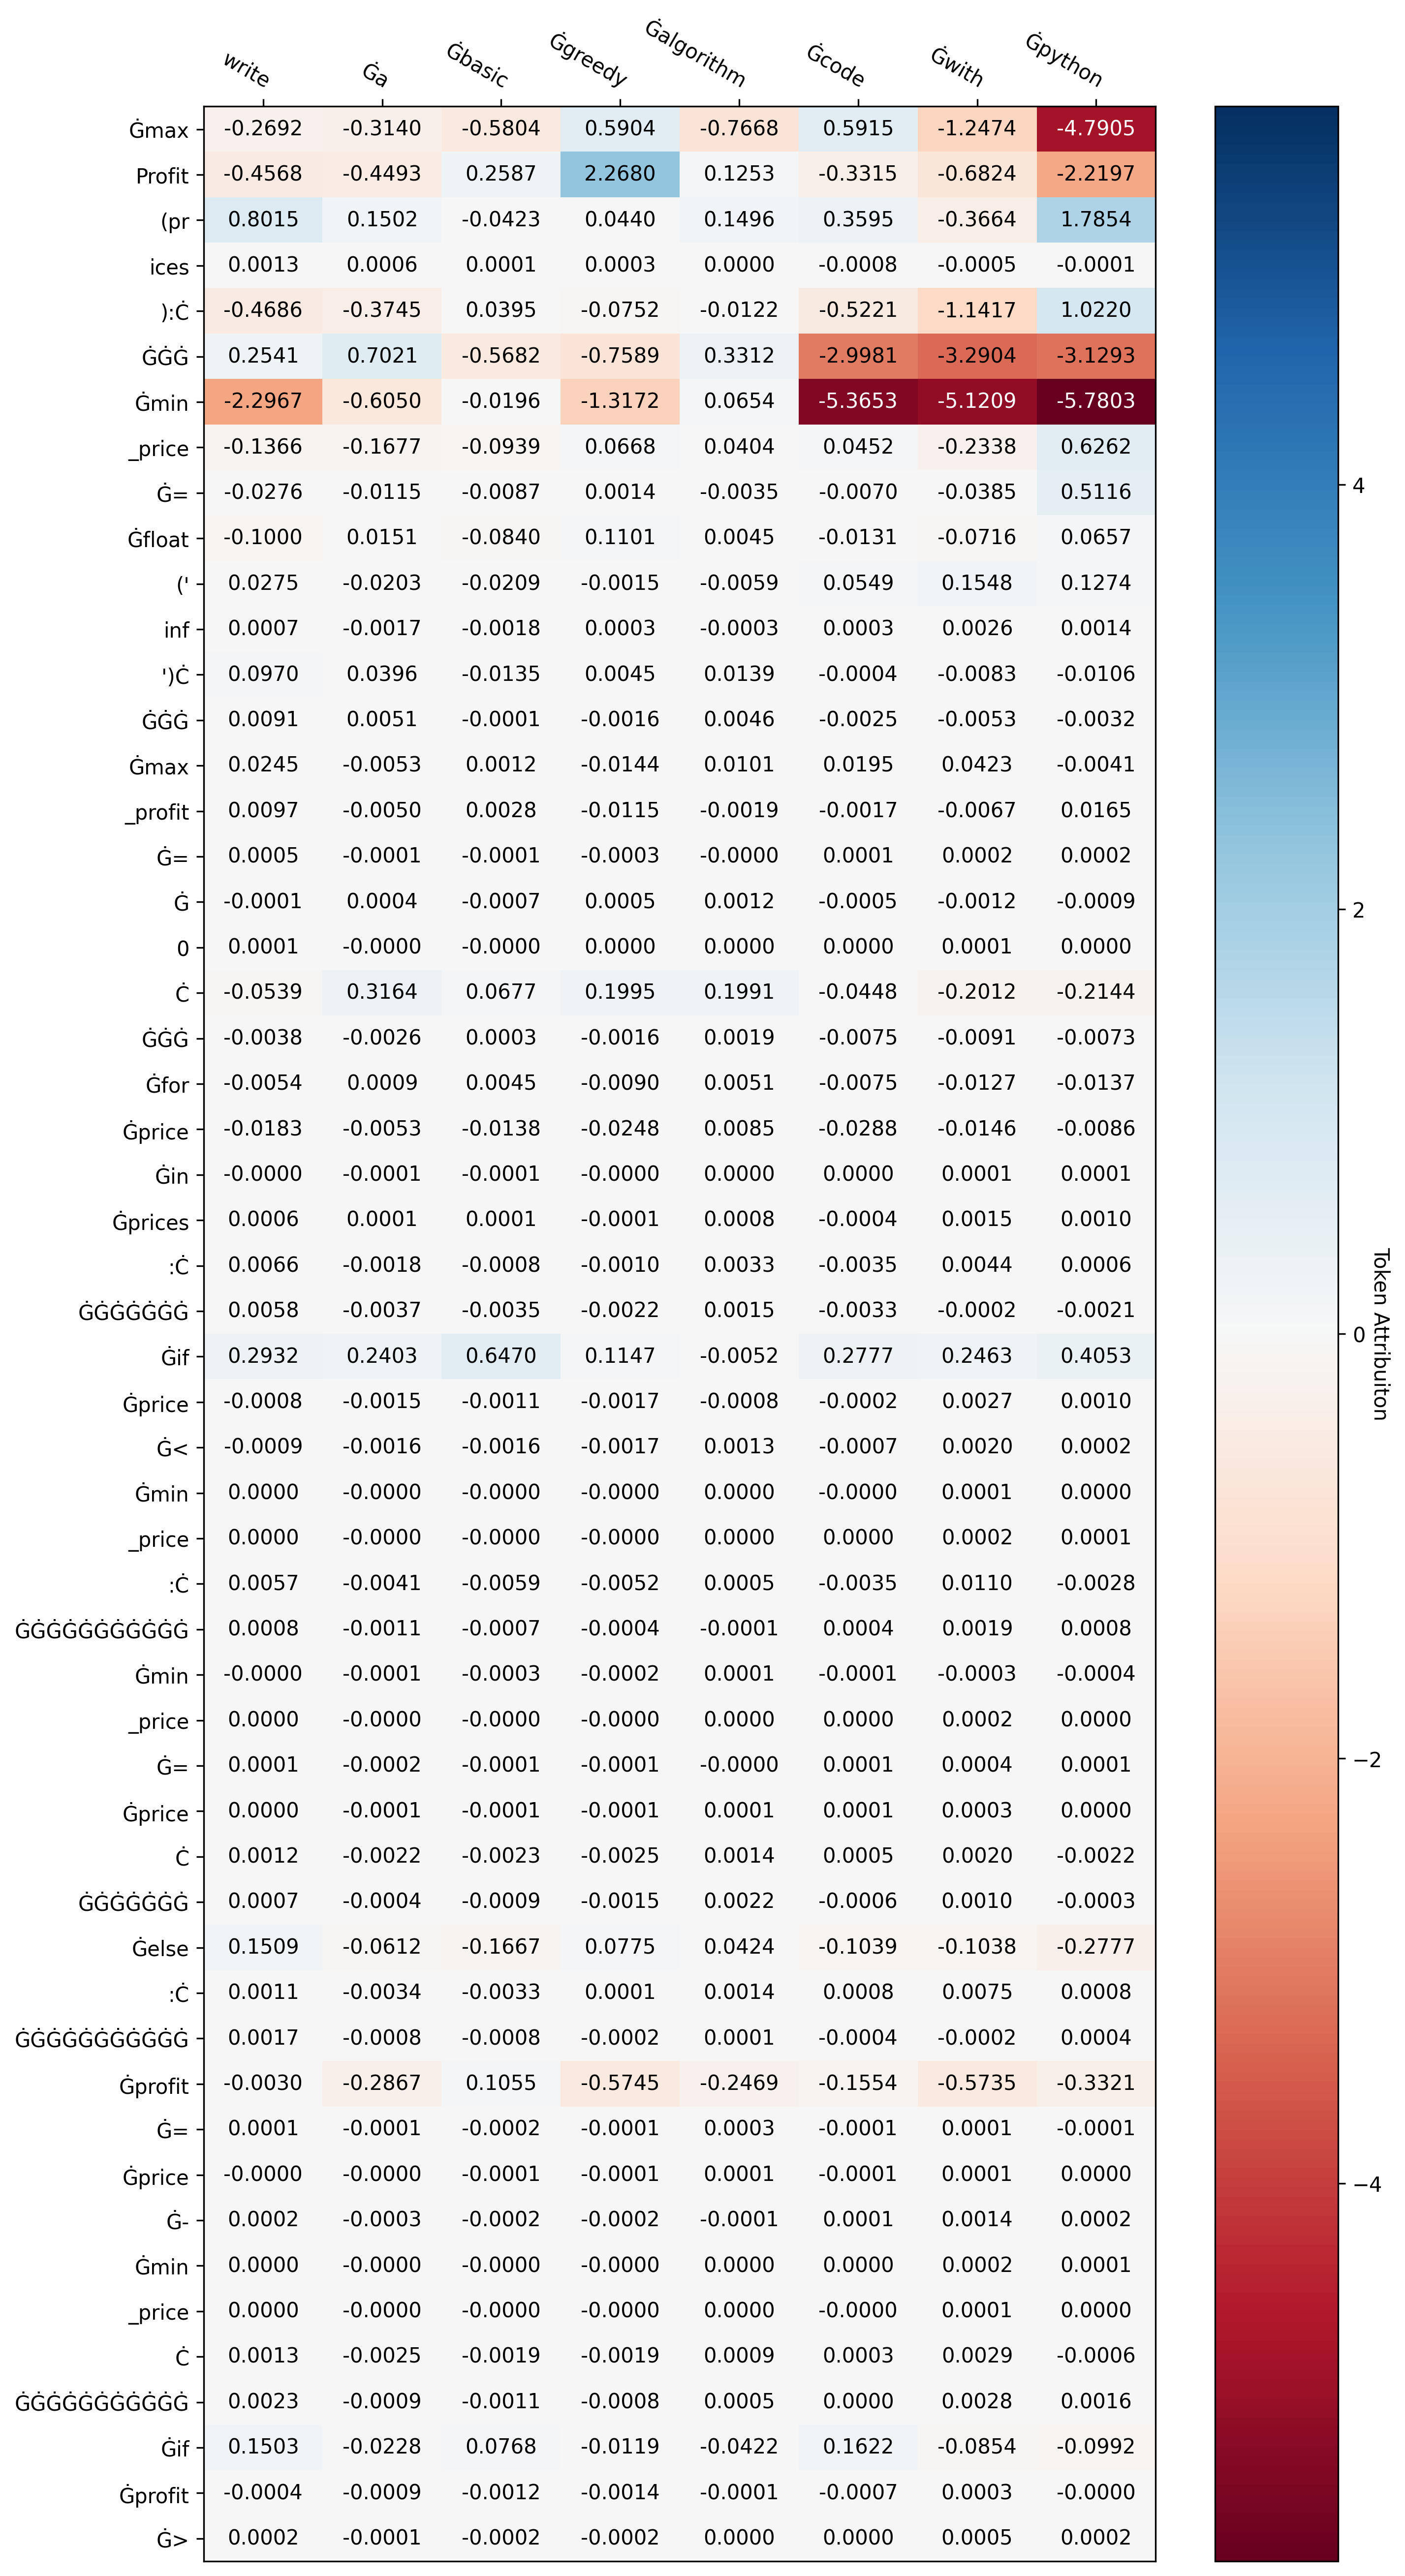 write Ġa Ġbasic Ġgreedy Ġalgorithm Ġcode Ġwith Ġpython
Ġmax -0.2692 -0.3140 -0.5804 0.5904 -0.7668 0.5915 -1.2474 -4.7905
Profit -0.4568 -0.4493 0.2587 2.2680 0.1253 -0.3315 -0.6824 -2.2197
(pr 0.8015 0.1502 -0.0423 0.0440 0.1496 0.3595 -0.3664 1.7854
ices 0.0013 0.0006 0.0001 0.0003 0.0000 -0.0008 -0.0005 -0.0001
):Ċ -0.4686 -0.3745 0.0395 -0.0752 -0.0122 -0.5221 -1.1417 1.0220
ĠĠĠ 0.2541 0.7021 -0.5682 -0.7589 0.3312 -2.9981 -3.2904 -3.1293
Ġmin -2.2967 -0.6050 -0.0196 -1.3172 0.0654 -5.3653 -5.1209 -5.7803
_price -0.1366 -0.1677 -0.0939 0.0668 0.0404 0.0452 -0.2338 0.6262
Ġ= -0.0276 -0.0115 -0.0087 0.0014 -0.0035 -0.0070 -0.0385 0.5116
Ġfloat -0.1000 0.0151 -0.0840 0.1101 0.0045 -0.0131 -0.0716 0.0657
(' 0.0275 -0.0203 -0.0209 -0.0015 -0.0059 0.0549 0.1548 0.1274
inf 0.0007 -0.0017 -0.0018 0.0003 -0.0003 0.0003 0.0026 0.0014
')Ċ 0.0970 0.0396 -0.0135 0.0045 0.0139 -0.0004 -0.0083 -0.0106
ĠĠĠ 0.0091 0.0051 -0.0001 -0.0016 0.0046 -0.0025 -0.0053 -0.0032
Ġmax 0.0245 -0.0053 0.0012 -0.0144 0.0101 0.0195 0.0423 -0.0041
_profit 0.0097 -0.0050 0.0028 -0.0115 -0.0019 -0.0017 -0.0067 0.0165
Ġ= 0.0005 -0.0001 -0.0001 -0.0003 -0.0000 0.0001 0.0002 0.0002
Ġ -0.0001 0.0004 -0.0007 0.0005 0.0012 -0.0005 -0.0012 -0.0009
0 0.0001 -0.0000 -0.0000 0.0000 0.0000 0.0000 0.0001 0.0000
Ċ -0.0539 0.3164 0.0677 0.1995 0.1991 -0.0448 -0.2012 -0.2144
ĠĠĠ -0.0038 -0.0026 0.0003 -0.0016 0.0019 -0.0075 -0.0091 -0.0073
Ġfor -0.0054 0.0009 0.0045 -0.0090 0.0051 -0.0075 -0.0127 -0.0137
Ġprice -0.0183 -0.0053 -0.0138 -0.0248 0.0085 -0.0288 -0.0146 -0.0086
Ġin -0.0000 -0.0001 -0.0001 -0.0000 0.0000 0.0000 0.0001 0.0001
Ġprices 0.0006 0.0001 0.0001 -0.0001 0.0008 -0.0004 0.0015 0.0010
:Ċ 0.0066 -0.0018 -0.0008 -0.0010 0.0033 -0.0035 0.0044 0.0006
ĠĠĠĠĠĠĠ 0.0058 -0.0037 -0.0035 -0.0022 0.0015 -0.0033 -0.0002 -0.0021
Ġif 0.2932 0.2403 0.6470 0.1147 -0.0052 0.2777 0.2463 0.4053
Ġprice -0.0008 -0.0015 -0.0011 -0.0017 -0.0008 -0.0002 0.0027 0.0010
Ġ< -0.0009 -0.0016 -0.0016 -0.0017 0.0013 -0.0007 0.0020 0.0002
Ġmin 0.0000 -0.0000 -0.0000 -0.0000 0.0000 -0.0000 0.0001 0.0000
_price 0.0000 -0.0000 -0.0000 -0.0000 0.0000 0.0000 0.0002 0.0001
:Ċ 0.0057 -0.0041 -0.0059 -0.0052 0.0005 -0.0035 0.0110 -0.0028
ĠĠĠĠĠĠĠĠĠĠĠ 0.0008 -0.0011 -0.0007 -0.0004 -0.0001 0.0004 0.0019 0.0008
Ġmin -0.0000 -0.0001 -0.0003 -0.0002 0.0001 -0.0001 -0.0003 -0.0004
_price 0.0000 -0.0000 -0.0000 -0.0000 0.0000 0.0000 0.0002 0.0000
Ġ= 0.0001 -0.0002 -0.0001 -0.0001 -0.0000 0.0001 0.0004 0.0001
Ġprice 0.0000 -0.0001 -0.0001 -0.0001 0.0001 0.0001 0.0003 0.0000
Ċ 0.0012 -0.0022 -0.0023 -0.0025 0.0014 0.0005 0.0020 -0.0022
ĠĠĠĠĠĠĠ 0.0007 -0.0004 -0.0009 -0.0015 0.0022 -0.0006 0.0010 -0.0003
Ġelse 0.1509 -0.0612 -0.1667 0.0775 0.0424 -0.1039 -0.1038 -0.2777
:Ċ 0.0011 -0.0034 -0.0033 0.0001 0.0014 0.0008 0.0075 0.0008
ĠĠĠĠĠĠĠĠĠĠĠ 0.0017 -0.0008 -0.0008 -0.0002 0.0001 -0.0004 -0.0002 0.0004
Ġprofit -0.0030 -0.2867 0.1055 -0.5745 -0.2469 -0.1554 -0.5735 -0.3321
Ġ= 0.0001 -0.0001 -0.0002 -0.0001 0.0003 -0.0001 0.0001 -0.0001
Ġprice -0.0000 -0.0000 -0.0001 -0.0001 0.0001 -0.0001 0.0001 0.0000
Ġ- 0.0002 -0.0003 -0.0002 -0.0002 -0.0001 0.0001 0.0014 0.0002
Ġmin 0.0000 -0.0000 -0.0000 -0.0000 0.0000 0.0000 0.0002 0.0001
_price 0.0000 -0.0000 -0.0000 -0.0000 0.0000 -0.0000 0.0001 0.0000
Ċ 0.0013 -0.0025 -0.0019 -0.0019 0.0009 0.0003 0.0029 -0.0006
ĠĠĠĠĠĠĠĠĠĠĠ 0.0023 -0.0009 -0.0011 -0.0008 0.0005 0.0000 0.0028 0.0016
Ġif 0.1503 -0.0228 0.0768 -0.0119 -0.0422 0.1622 -0.0854 -0.0992
Ġprofit -0.0004 -0.0009 -0.0012 -0.0014 -0.0001 -0.0007 0.0003 -0.0000
Ġ> 0.0002 -0.0001 -0.0002 -0.0002 0.0000 0.0000 0.0005 0.0002
4
2
0
−2
−4
Token Attribuiton